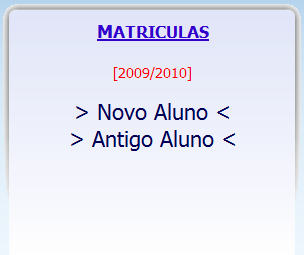 MATRICULAS
[2009/2010]
> Novo Aluno <
> Antigo Aluno <